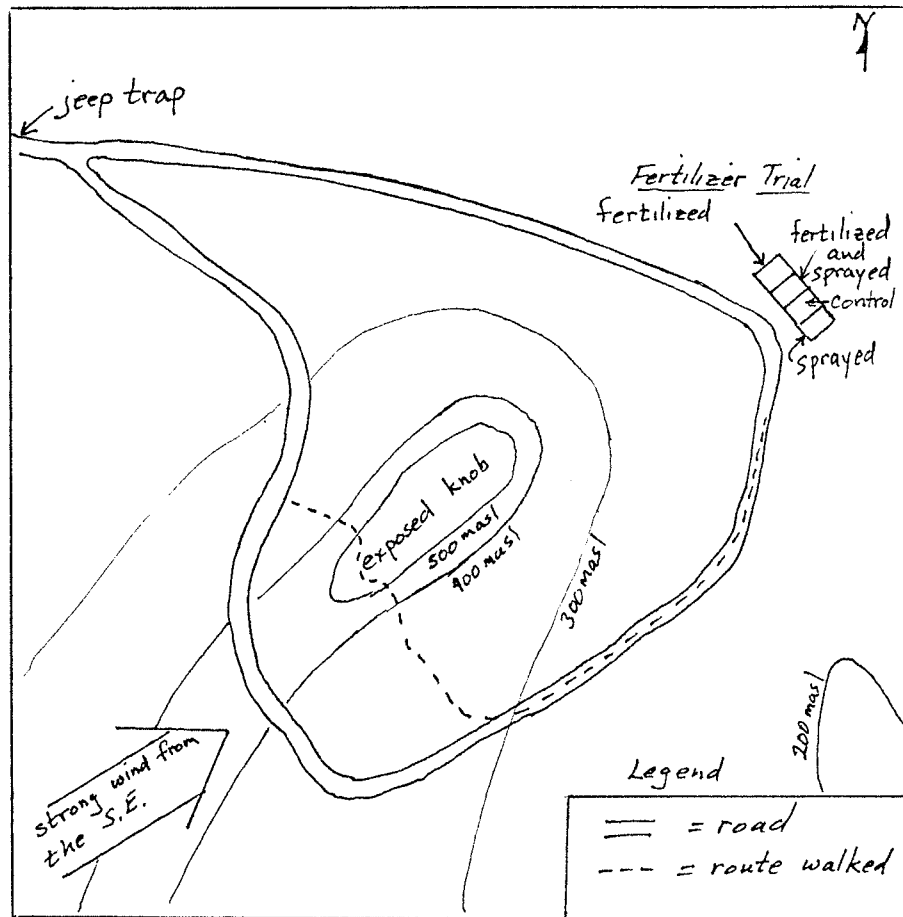 N
jeep trap
Fertilizer Trial
fertilized
fertilized
and
sprayed
control
sprayed
exposed knob
500 masl
400 masl
300 masl
200 masl
strong wind from
the S.E.
Legend
= road
= route walked